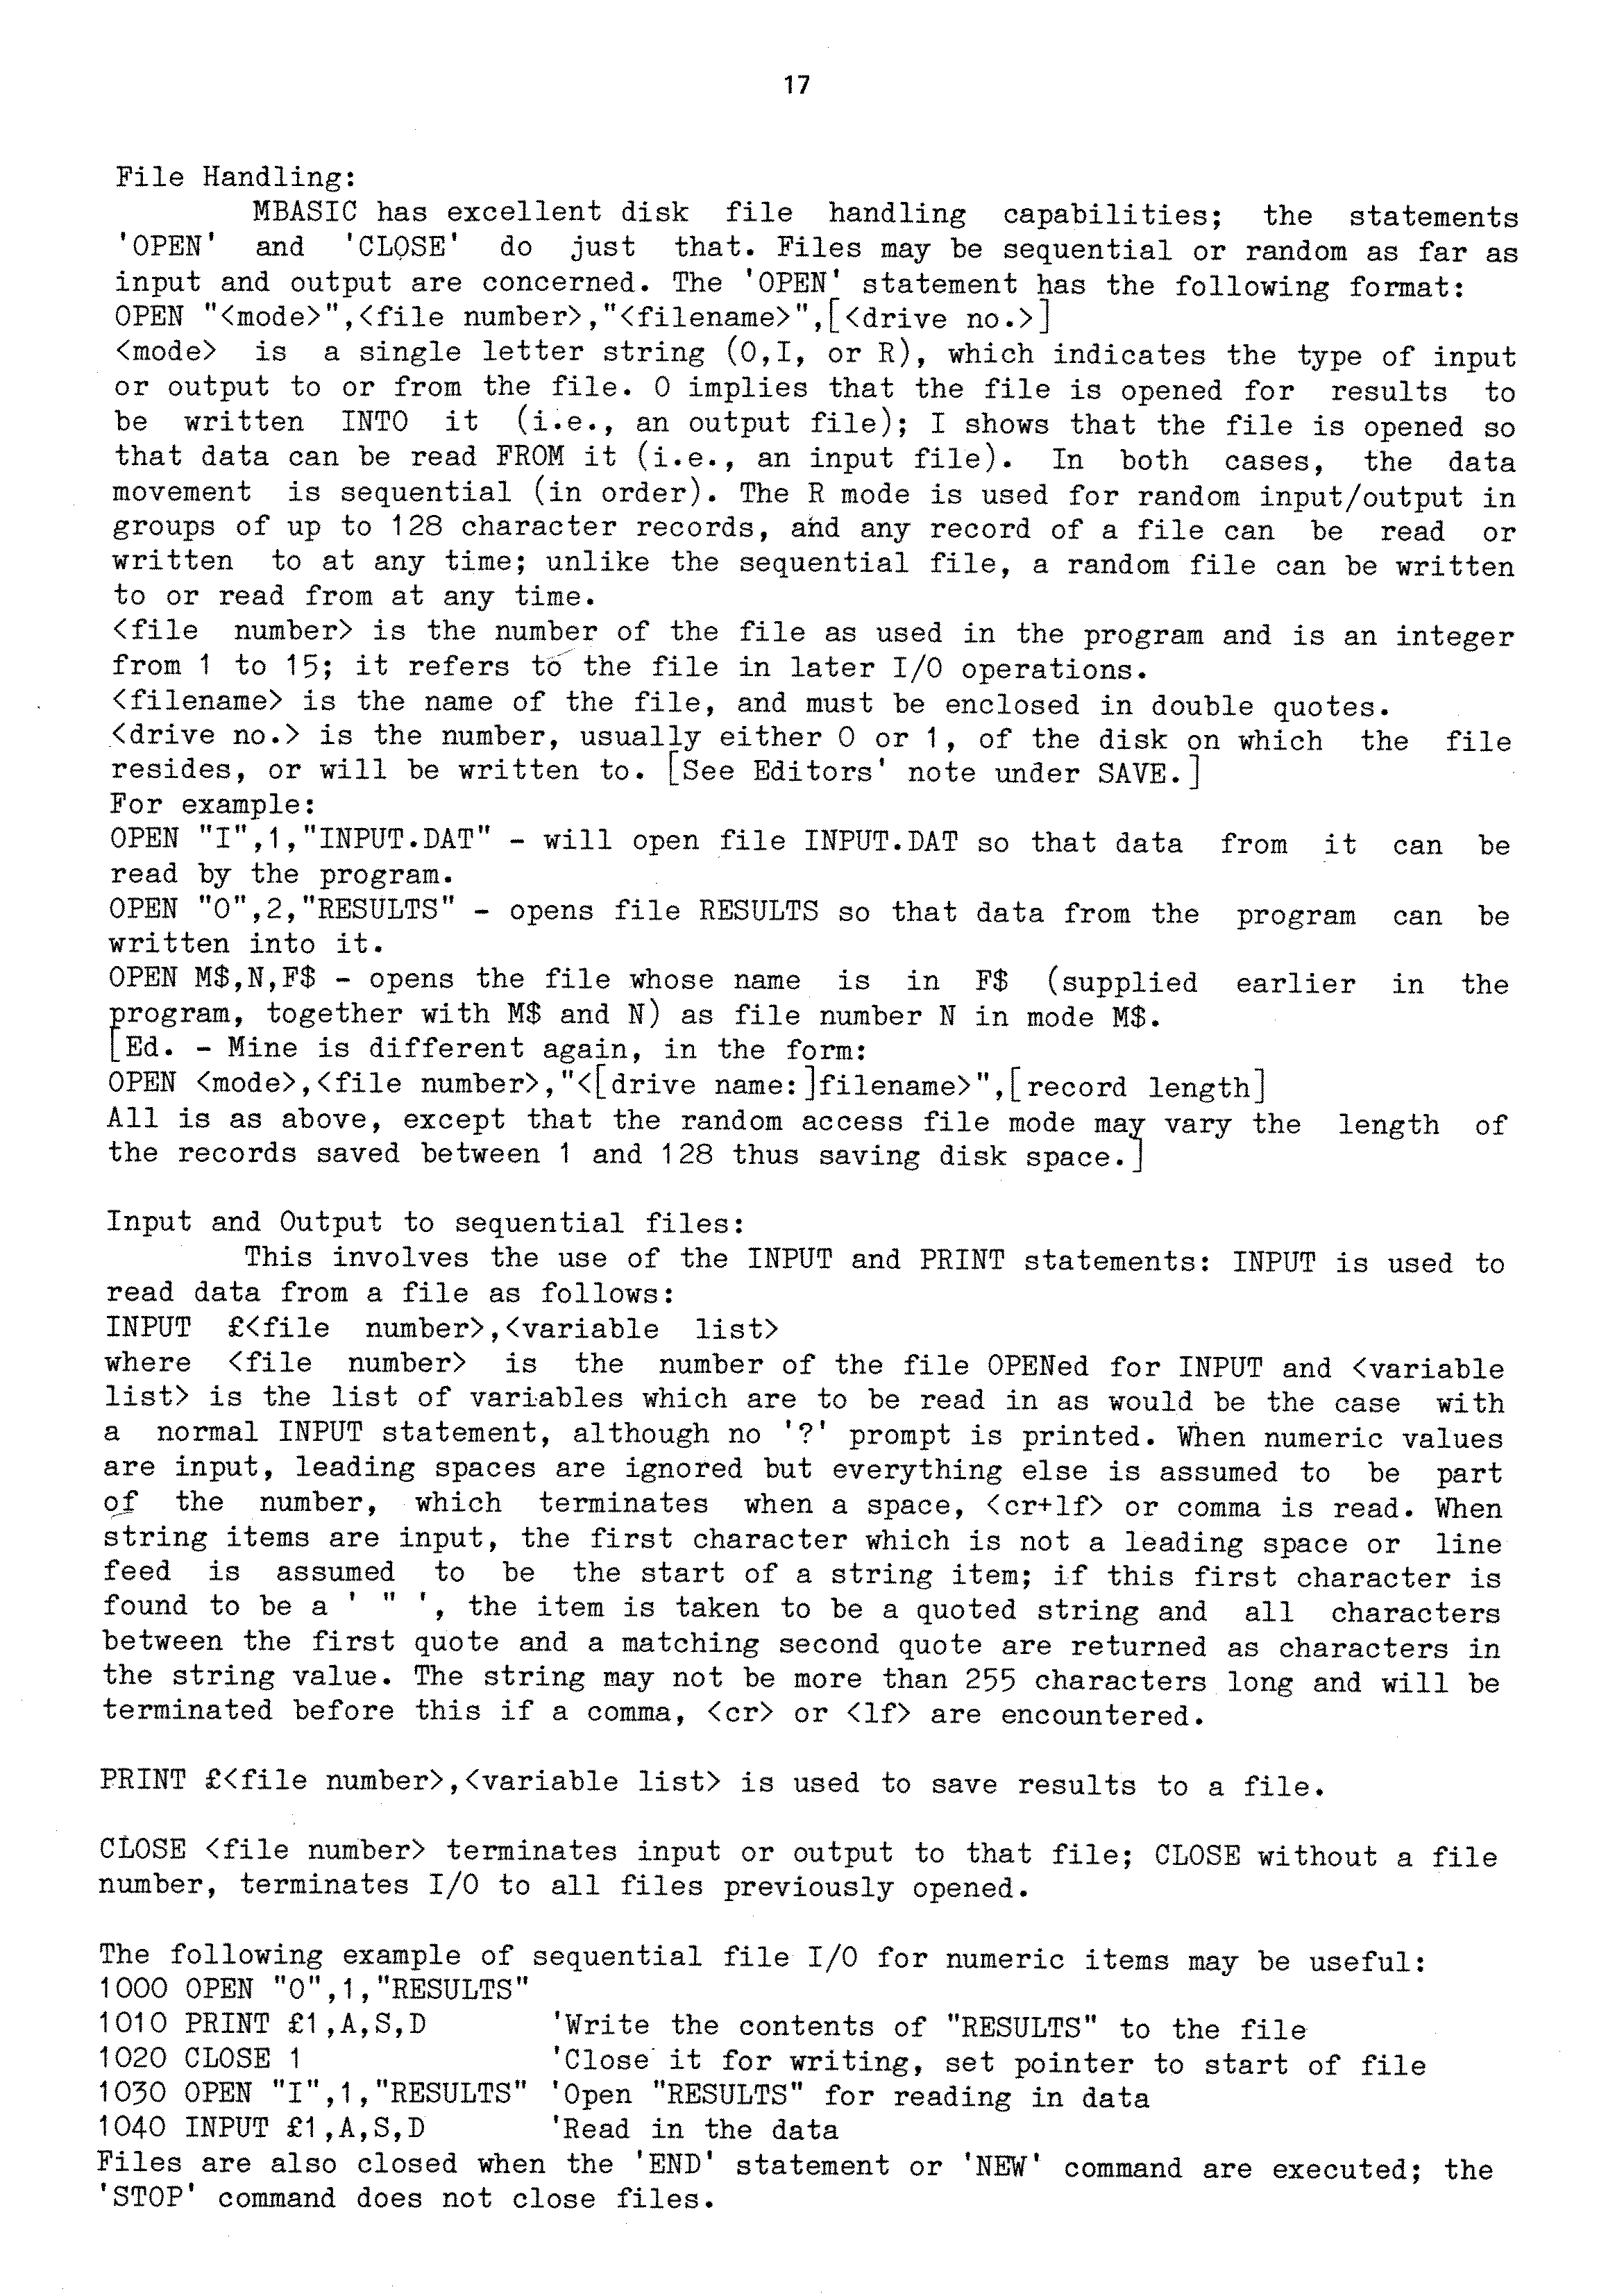 17
File Handling:
MBASIC has excellent disk file handling capabilities; the statements
'OPEN' and 'CLOSE' do just that. Files may be sequential or random as far as
input and output are concerned. The 'OPEN' statement has the following format:
OPEN "<mode>",<file number>,"<filename>",[<drive no.>]
<mode> is a single letter string (O,I, or R), which indicates the type of input
or output to or from the file. O implies that the file is opened for results to
be written INTO it (i.e., an output file); I shows that the file is opened so
that data can be read FROM it (i.e., an input file). In both cases, the data
movement is sequential (in order). The R mode is used for random input/output in
groups of up to 128 character records, and any record of a file can be read or
written to at any time; unlike the sequential file, a random file can be written
to or read from at any time.
<file number> is the number of the file as used in the program and is an integer
from 1 to 15; it refers to the file in later I/O operations.
<filename> is the name of the file, and must be enclosed in double quotes.
<drive no.> is the number, usually either 0 or 1, of the disk on which the file
resides, or will be written to. [See Editors' note under SAVE.]
For example:
OPEN "I",1,"INPUT.DAT" - will open file INPUT.DAT so that data from it can be
read by the program.
OPEN "O",2,"RESULTS" - opens file RESULTS so that data from the program can be
written into it.
OPEN M$,N,F$ - opens the file whose name is in F$ (supplied earlier in the
program, together with M$ and N) as file number N in mode M$.
[Ed. - Mine is different again, in the form:
OPEN <mode>,<file number>,"<[drive name:]filename>",[record length]
All is as above, except that the random access file mode may vary the length of
the records saved between 1 and 128 thus saving disk space.]
Input and Output to sequential files:
This involves the use of the INPUT and PRINT statements: INPUT is used to
read data from a file as follows:
INPUT £<file number>,<variable list>
where <file number> is the number of the file OPENed for INPUT and <variable
list> is the list of variables which are to be read in as would be the case with
a normal INPUT statement, although no '?' prompt is printed. When numeric values
are input, leading spaces are ignored but everything else is assumed to be part
of the number, which terminates when a space, <cr+lf> or comma is read. When
string items are input, the first character which is not a leading space or line
feed is assumed to be the start of a string item; if this first character is
found to be a ' " ', the item is taken to be a quoted string and all characters
between the first quote and a matching second quote are returned as characters in
the string value. The string may not be more than 255 characters long and will be
terminated before this if a comma, <cr> or <lf> are encountered.
PRINT £<file number>,<variable list> is used to save results to a file.
CLOSE <file number> terminates input or output to that file; CLOSE without a file
number, terminates I/O to all files previously opened.
The following example of sequential file I/O for numeric items may be useful:
1000 OPEN "O",1,"RESULTS"
1010 PRINT £1,A,S,D 'Write the contents of "RESULTS" to the file
1020 CLOSE 1 'Close it for writing, set pointer to start of file
1030 OPEN "I",1,"RESULTS" 'Open "RESULTS" for reading in data
1040 INPUT £1,A,S,D 'Read in the data
Files are also closed when the 'END' statement or 'NEW' command are executed; the
'STOP' command does not close files.